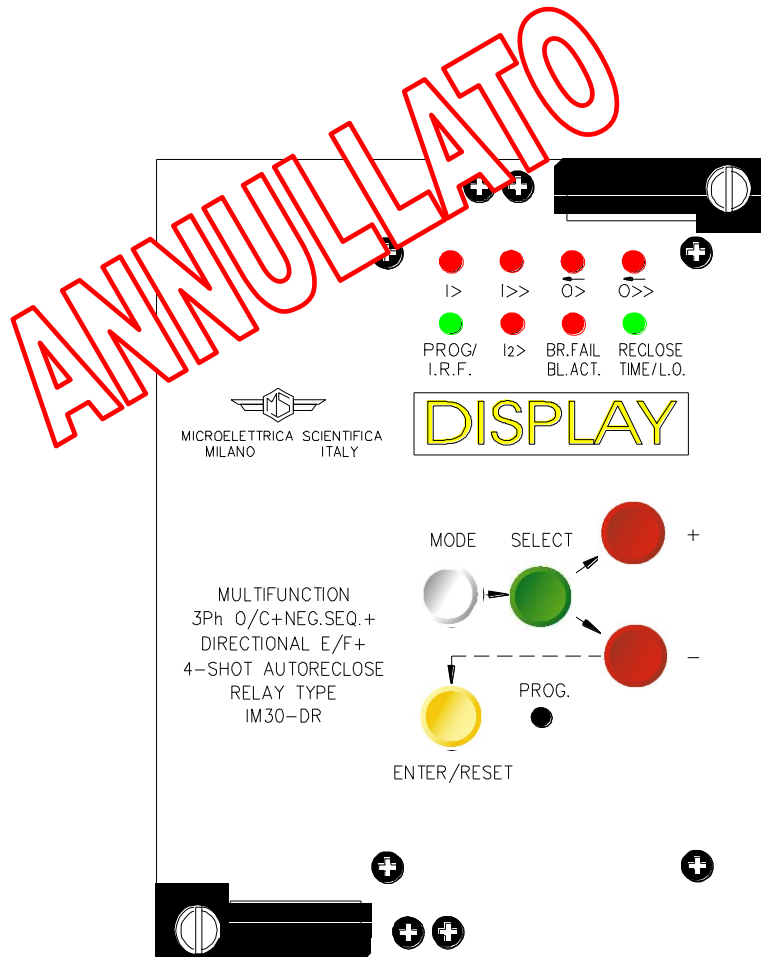 ANNULLATO
I> I>> O> O>>
PROG/ I2> BR.FAIL RECLOSE
I.R.F. BL.ACT. TIME/L.O.
MS
MICROELETTRICA SCIENTIFICA
MILANO ITALY
DISPLAY
MODE SELECT +
MULTIFUNCTION
3Ph O/C+NEG.SEQ.+
DIRECTIONAL E/F+
4-SHOT AUTORECLOSE
RELAY TYPE
IM30-DR
-
PROG.
ENTER/RESET